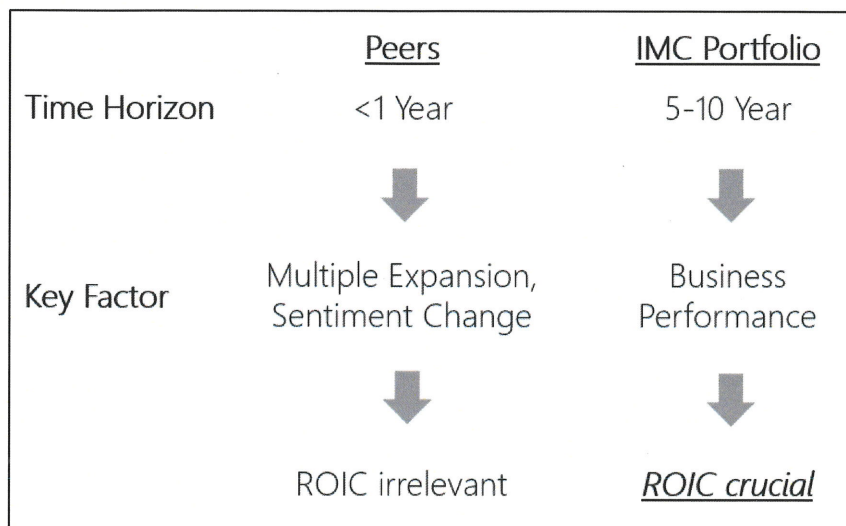 Peers IMC Portfolio
Time Horizon <1 Year 5-10 Year
Key Factor
Multiple Expansion,
Sentiment Change
Business
Performance
ROIC irrelevant ROIC crucial